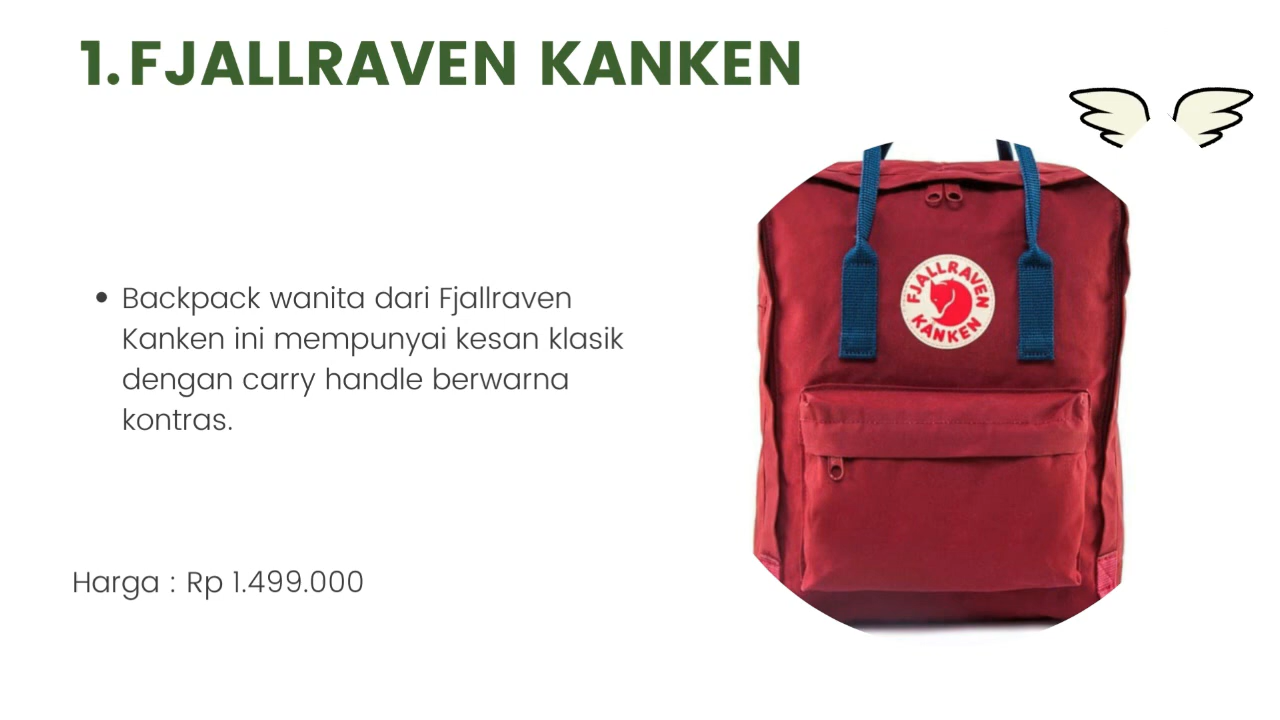 1. FJALLRAVEN KANKEN
FJALLRAVEN
KANKEN
• Backpack wanita dari Fjallraven
Kanken ini mempunyai kesan klasik
dengan carry handle berwarna
kontras.
Harga : Rp 1.499.000